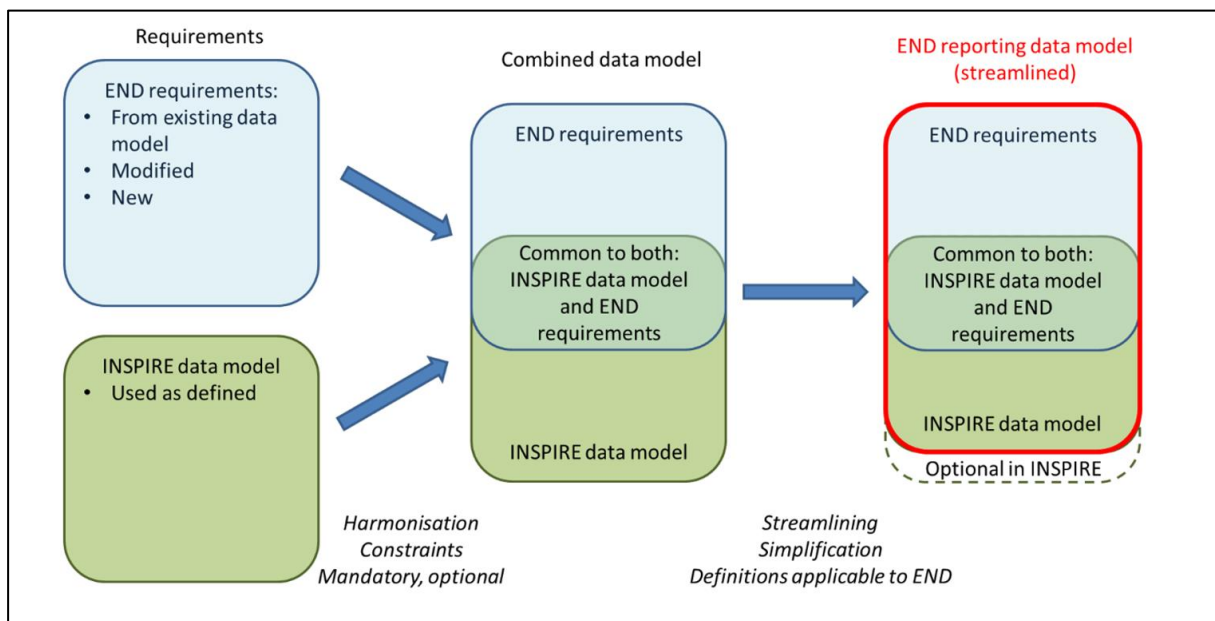 Requirements
END requirements:
• From existing data
model
• Modified
• New
INSPIRE data model
• Used as defined
Combined data model
END requirements
Common to both:
INSPIRE data model
and END
requirements
INSPIRE data model
Harmonisation
Constraints
Mandatory, optional
END reporting data model
(streamlined)
END requirements
Common to both:
INSPIRE data model
and END
requirements
INSPIRE data model
Optional in INSPIRE
Streamlining
Simplification
Definitions applicable to END